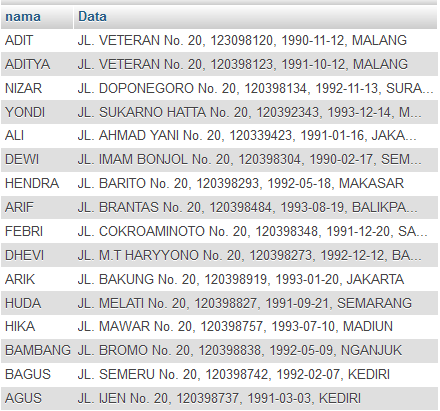 nama Data
ADIT JL. VETERAN No. 20, 123098120, 1990-11-12, MALANG
ADITYA JL. VETERAN No. 20, 120398123, 1991-10-12, MALANG
NIZAR JL. DOPONEGORO No. 20, 120398134, 1992-11-13, SURA...
YONDI JL. SUKARNO HATTA No. 20, 120392343, 1993-12-14, M...
ALI JL. AHMAD YANI No. 20, 120339423, 1991-01-16, JAKA...
DEWI JL. IMAM BONJOL No. 20, 120398304, 1990-02-17, SEM...
HENDRA JL. BARITO No. 20, 120398293, 1992-05-18, MAKASAR
ARIF JL. BRANTAS No. 20, 120398484, 1993-08-19, BALIKPA...
FEBRI JL. COKROAMINOTO No. 20, 120398348, 1991-12-20, SA...
DHEVI JL. M.T HARYYONO No. 20, 120398273, 1992-12-12, BA...
ARIK JL. BAKUNG No. 20, 120398919, 1993-01-20, JAKARTA
HUDA JL. MELATI No. 20, 120398827, 1991-09-21, SEMARANG
HIKA JL. MAWAR No. 20, 120398757, 1993-07-10, MADIUN
BAMBANG JL. BROMO No. 20, 120398838, 1992-05-09, NGANJUK
BAGUS JL. SEMERU No. 20, 120398742, 1992-02-07, KEDIRI
AGUS JL. IJEN No. 20, 120398737, 1991-03-03, KEDIRI